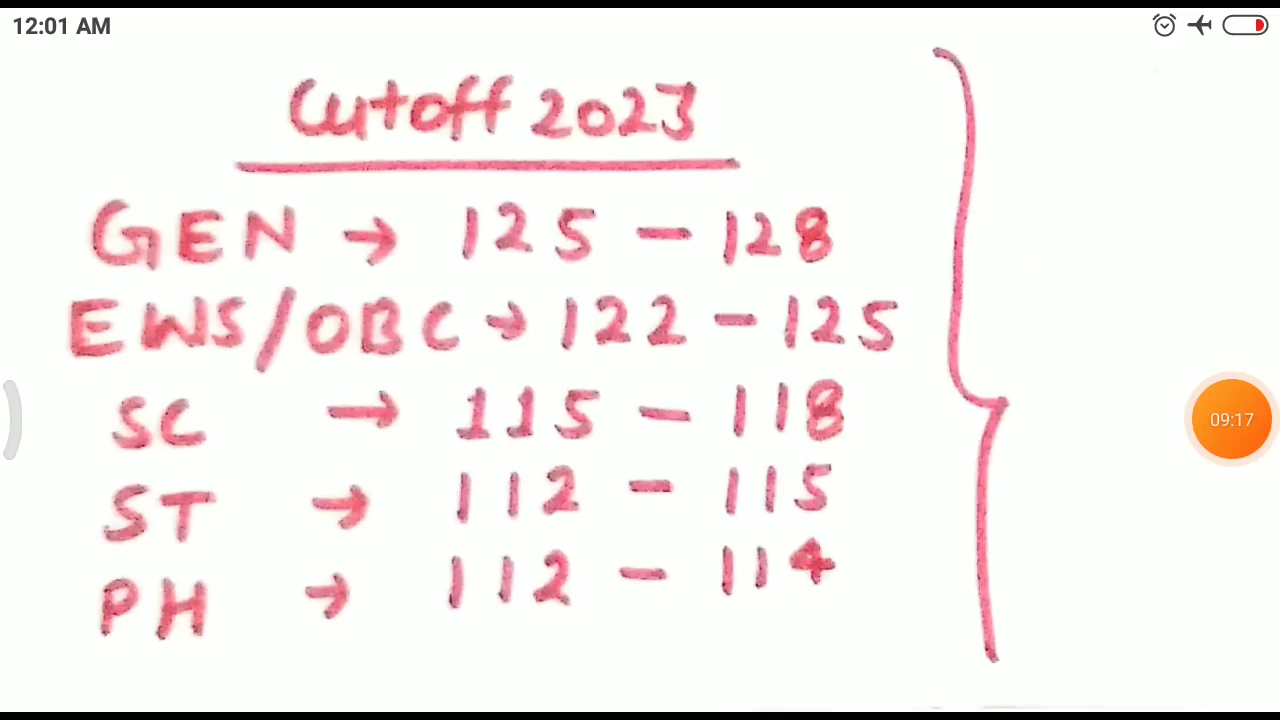 12:01 AM
Cutoff 2023
GEN → 125 – 128
EWS/OBC → 122 – 125
SC → 115 – 118
09:17
ST → 112 – 115
PH → 112 – 114